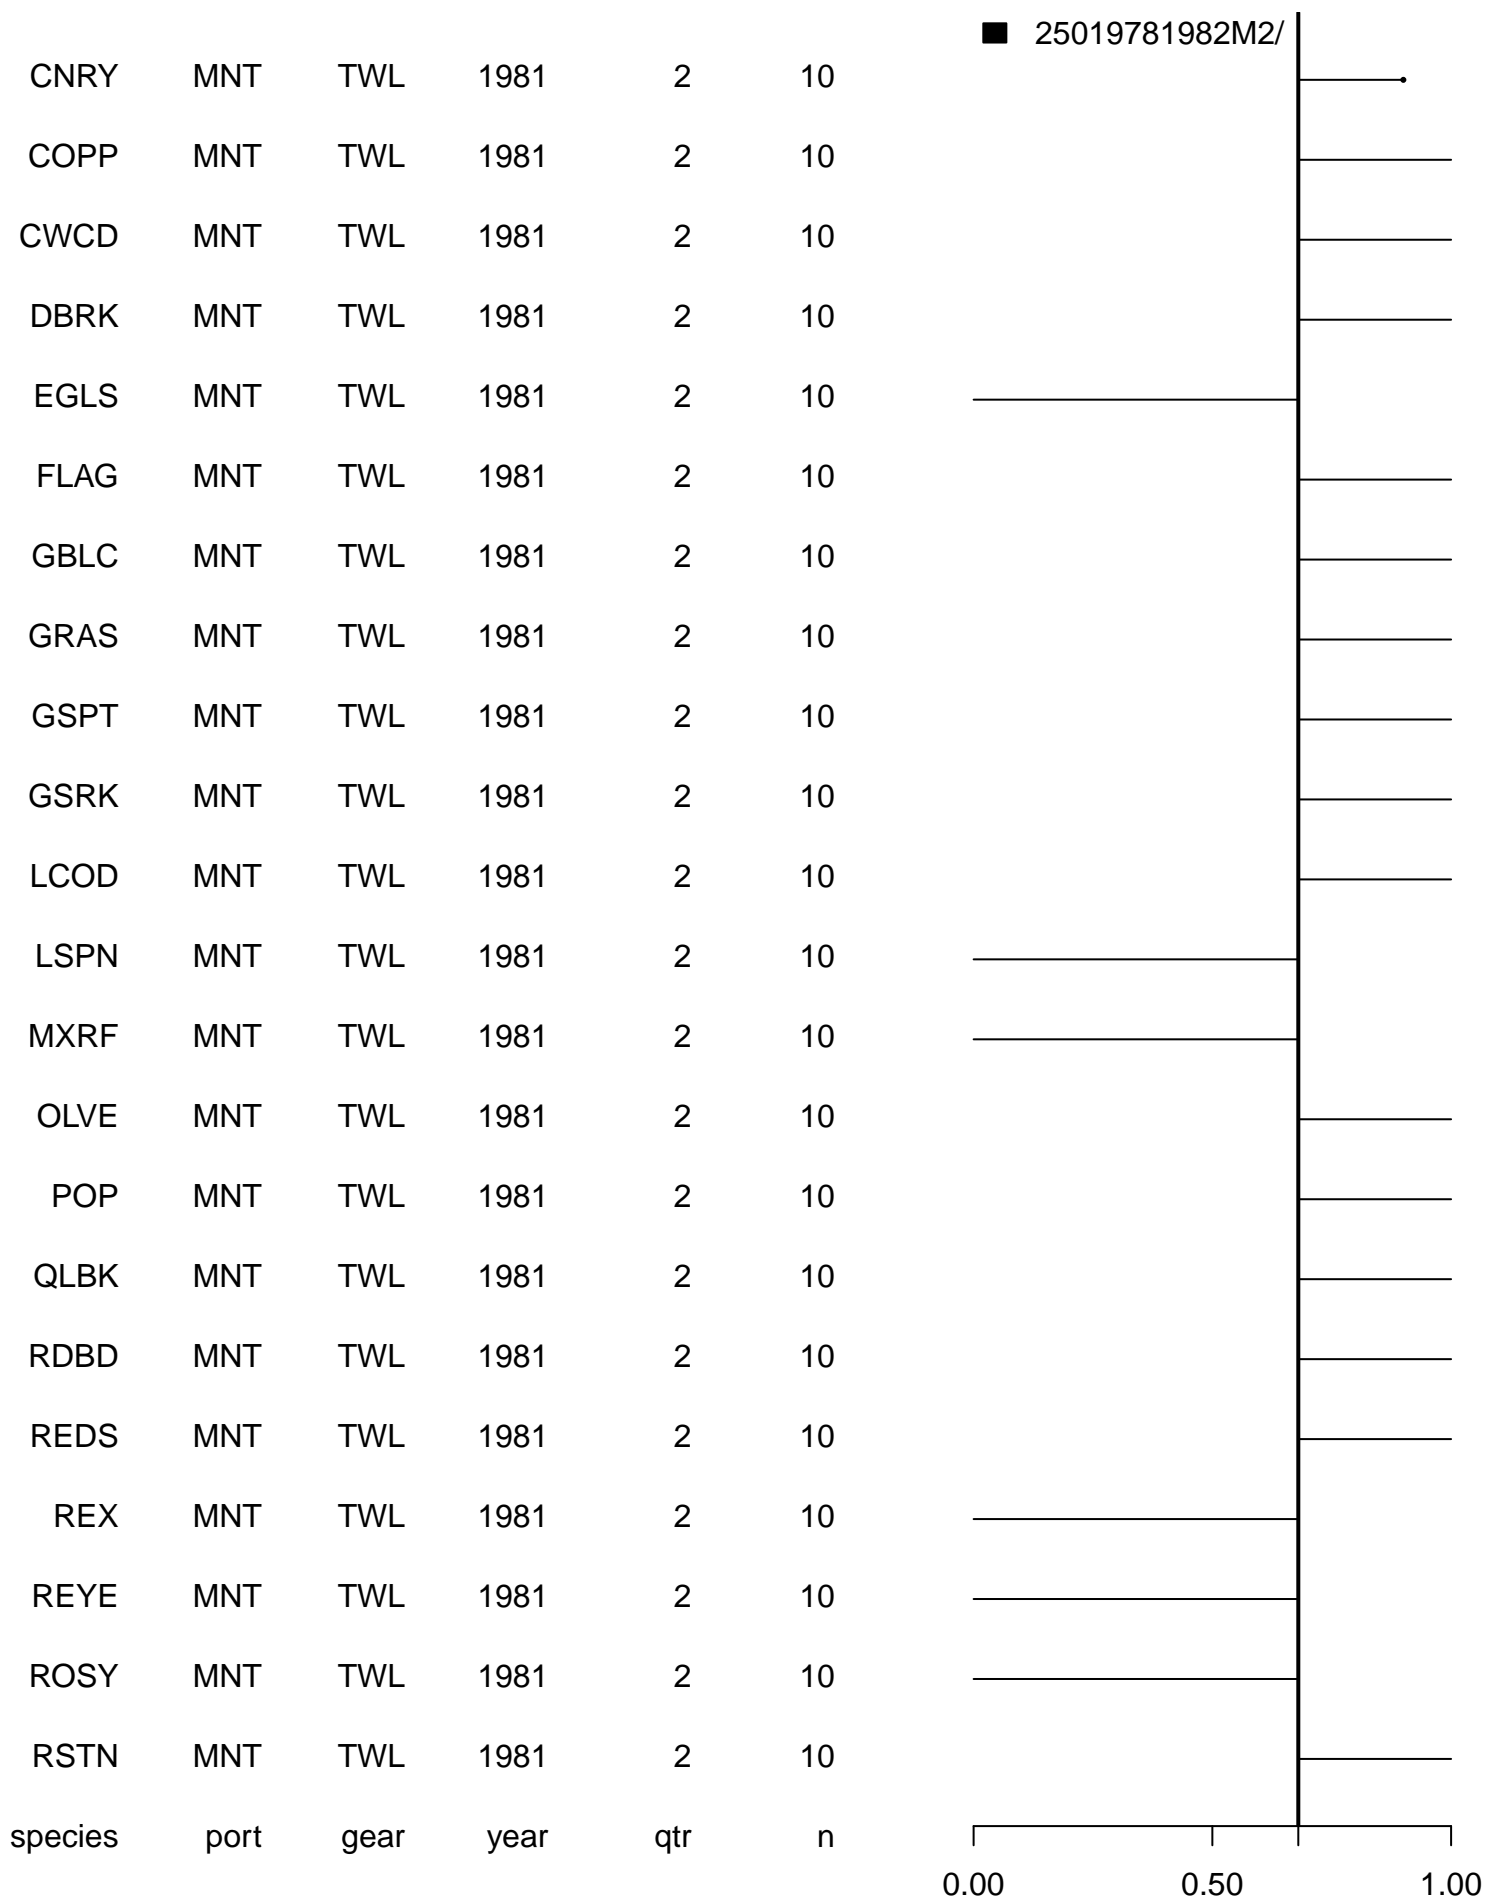 25019781982M2/
CNRY MNT TWL 1981 2 10
COPP MNT TWL 1981 2 10
CWCD MNT TWL 1981 2 10
DBRK MNT TWL 1981 2 10
EGLS MNT TWL 1981 2 10
FLAG MNT TWL 1981 2 10
GBLC MNT TWL 1981 2 10
GRAS MNT TWL 1981 2 10
GSPT MNT TWL 1981 2 10
GSRK MNT TWL 1981 2 10
LCOD MNT TWL 1981 2 10
LSPN MNT TWL 1981 2 10
MXRF MNT TWL 1981 2 10
OLVE MNT TWL 1981 2 10
POP MNT TWL 1981 2 10
QLBK MNT TWL 1981 2 10
RDBD MNT TWL 1981 2 10
REDS MNT TWL 1981 2 10
REX MNT TWL 1981 2 10
REYE MNT TWL 1981 2 10
ROSY MNT TWL 1981 2 10
RSTN MNT TWL 1981 2 10
species port gear year qtr n
0.00 0.50 1.00